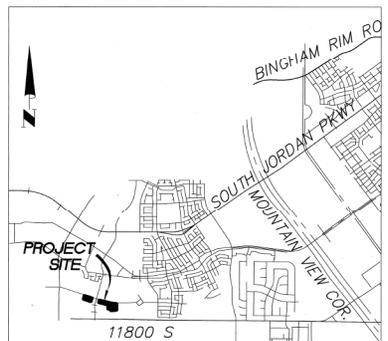 BINGHAM RIM RO
N
SOUTH JORDAN PKWY
MOUNTAIN VIEW COR.
PROJECT
SITE
11800 S